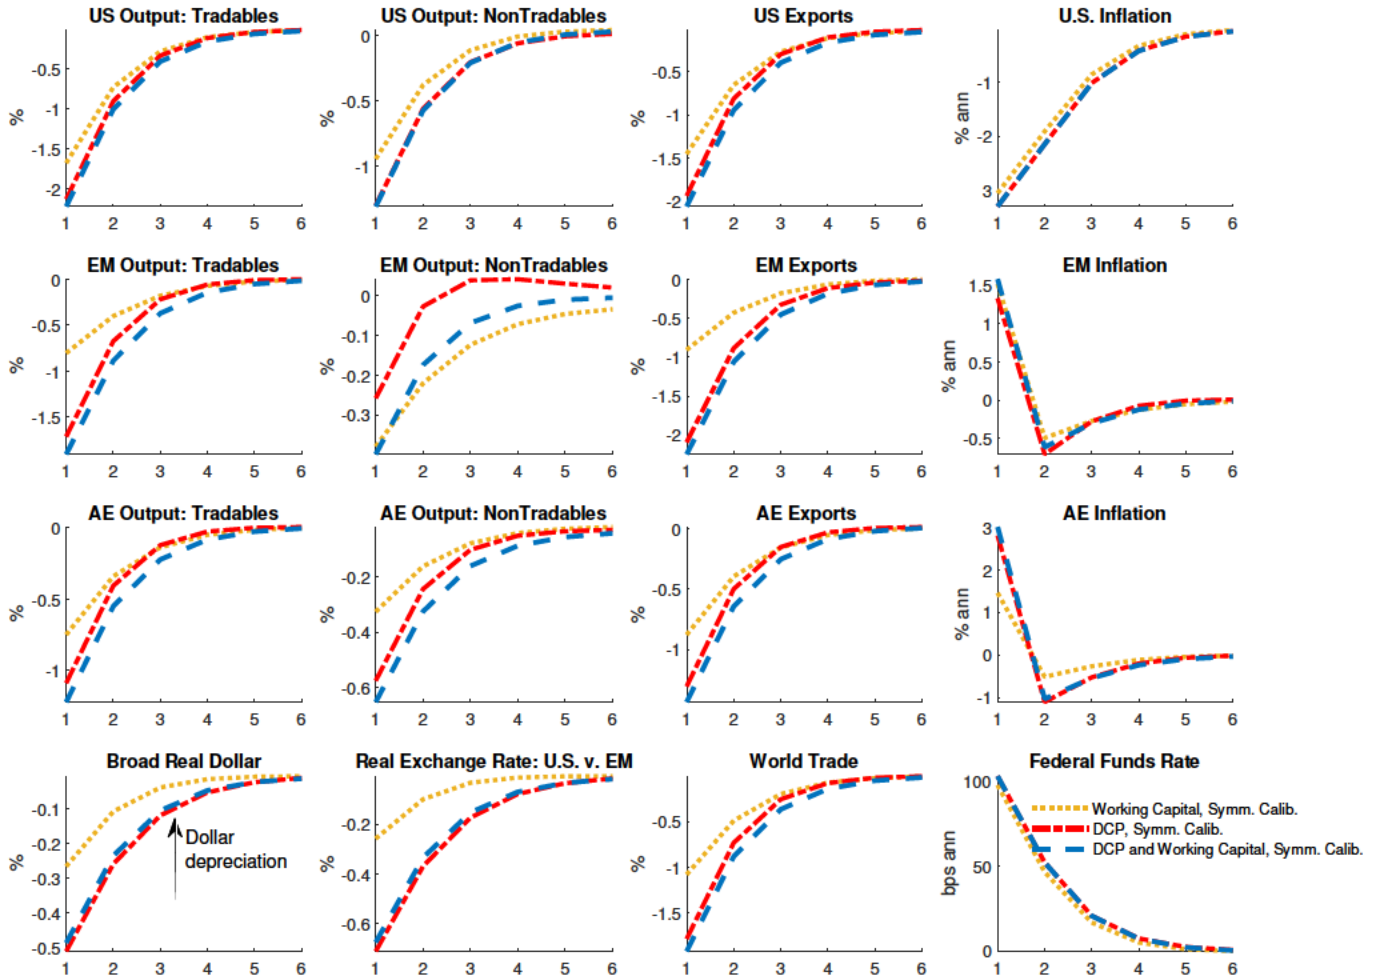 US Output: Tradables
%
-0.5
-1
-1.5
-2
1 2 3 4 5 6
US Output: NonTradables
%
0
-0.5
-1
1 2 3 4 5 6
US Exports
%
-0.5
-1
-1.5
-2
1 2 3 4 5 6
U.S. Inflation
% ann
-1
-2
3
1 2 3 4 5 6
EM Output: Tradables
%
0
-0.5
-1
-1.5
1 2 3 4 5 6
EM Output: NonTradables
%
0
-0.1
-0.2
-0.3
1 2 3 4 5 6
EM Exports
%
0
-0.5
-1
-1.5
-2
1 2 3 4 5 6
EM Inflation
% ann
1.5
1
0.5
0
-0.5
1 2 3 4 5 6
AE Output: Tradables
%
0
-0.5
-1
1 2 3 4 5 6
AE Output: NonTradables
%
-0.2
-0.4
-0.6
1 2 3 4 5 6
AE Exports
%
0
-0.5
-1
1 2 3 4 5 6
AE Inflation
% ann
3
2
1
0
-1
1 2 3 4 5 6
Broad Real Dollar
%
-0.1
-0.2
-0.3
-0.4
-0.5
Dollar
depreciation
1 2 3 4 5 6
Real Exchange Rate: U.S. v. EM
%
-0.2
-0.4
-0.6
1 2 3 4 5 6
World Trade
%
-0.5
-1
-1.5
1 2 3 4 5 6
Federal Funds Rate
bps ann
100
50
0
Working Capital, Symm. Calib.
DCP, Symm. Calib.
DCP and Working Capital, Symm. Calib.
1 2 3 4 5 6